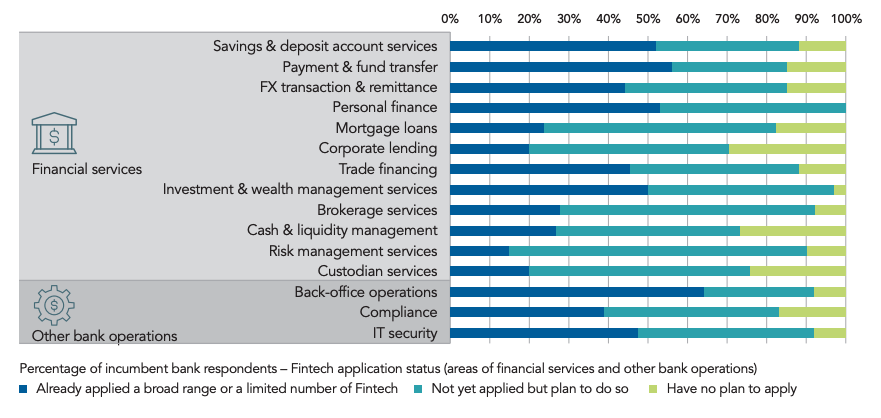 0% 10% 20% 30% 40% 50% 60% 70% 80% 90% 100%
Savings & deposit account services
Payment & fund transfer
FX transaction & remittance
Personal finance
Mortgage loans
Corporate lending
Financial services
Trade financing
Investment & wealth management services
Brokerage services
Cash & liquidity management
Risk management services
Custodian services
Back-office operations
Compliance
Other bank operations
IT security
Percentage of incumbent bank respondents – Fintech application status (areas of financial services and other bank operations)
Already applied a broad range or a limited number of Fintech Not yet applied but plan to do so Have no plan to apply